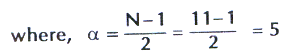 where, α = N-1/2 = 11-1/2 = 5